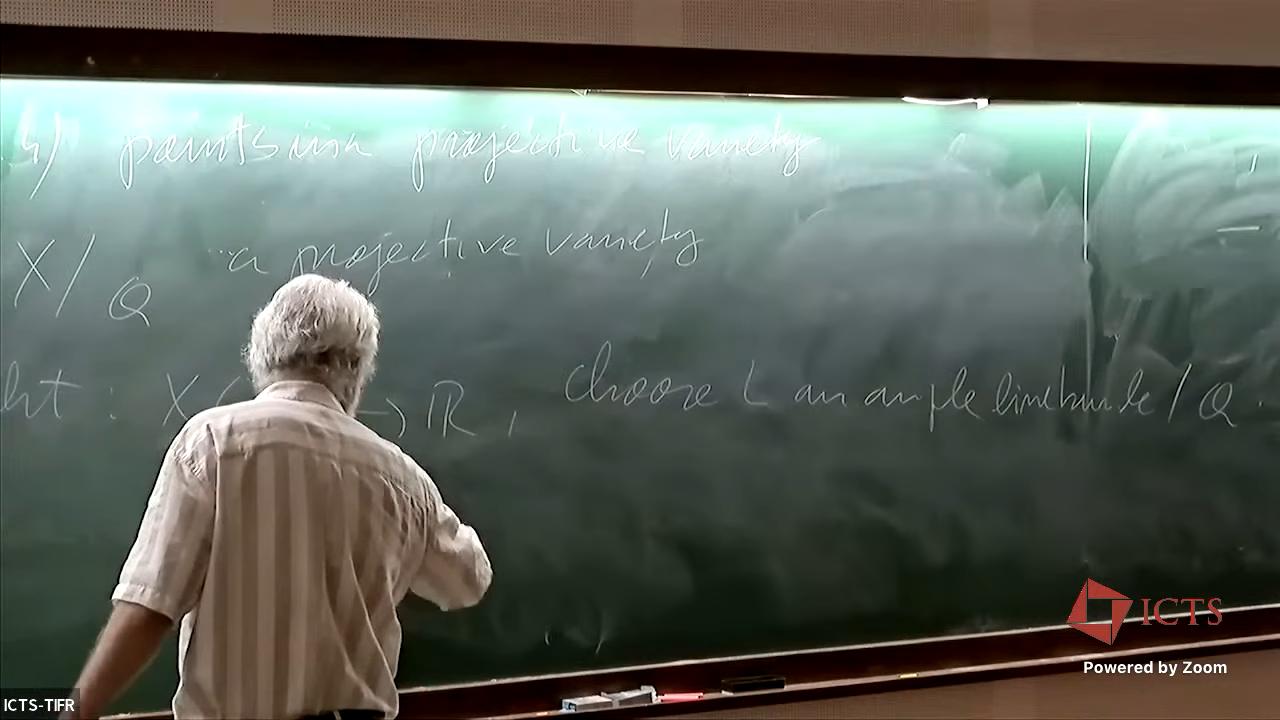 4) points in a projective variety
X/Q a projective variety
ht : X( → ℝ, choose L an ample line bundle/Q.
ICTS
Powered by Zoom
ICTS-TIFR